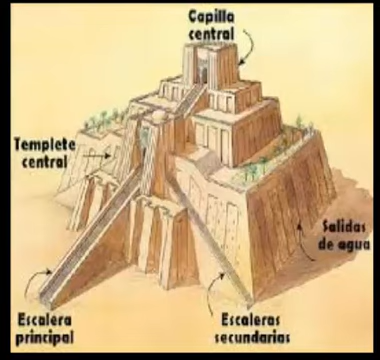 Capilla
central
Templete
central
Salidas
de agua
Escalera
principal
Escaleras
secundarias